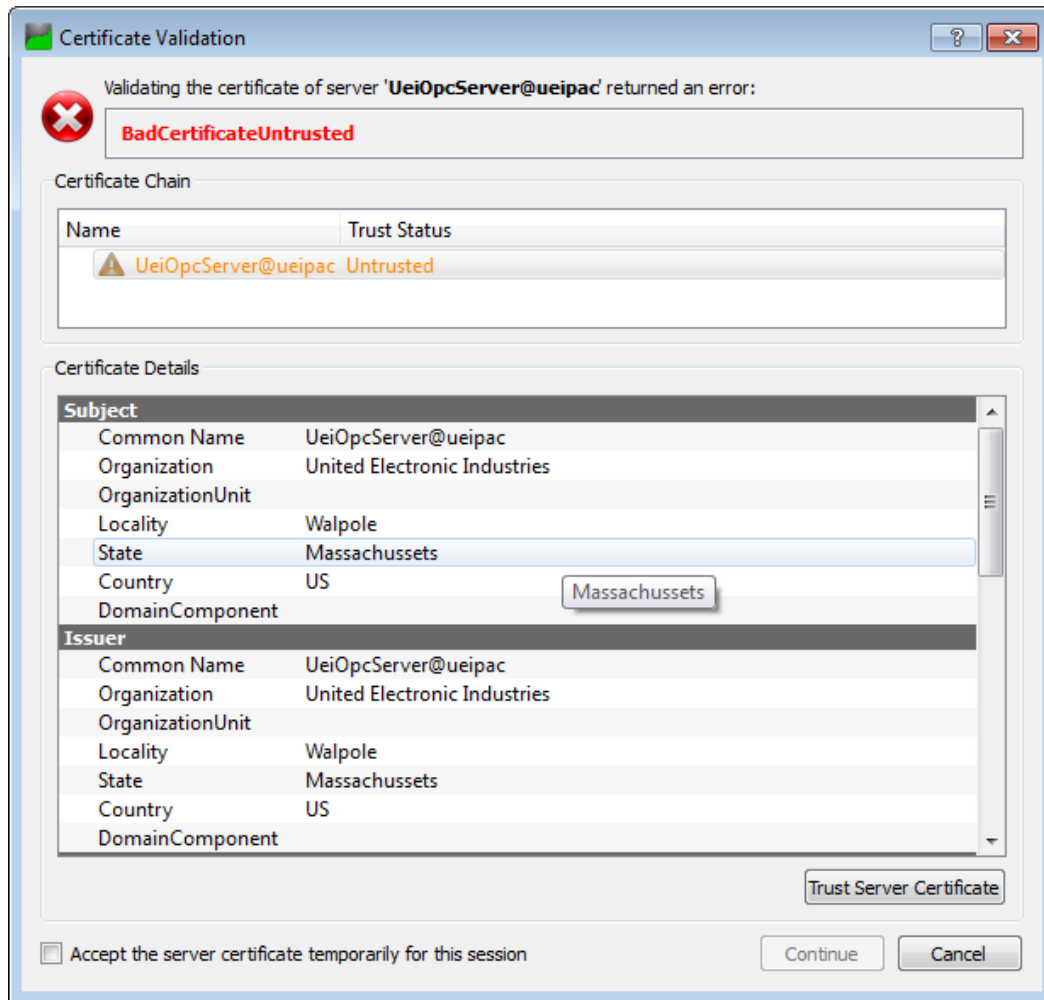 Certificate Validation
Validating the certificate of server 'UeiOpcServer@ueipac' returned an error:
BadCertificateUntrusted
Certificate Chain
Name Trust Status
UeiOpcServer@ueipac Untrusted
Certificate Details
Subject
Common Name UeiOpcServer@ueipac
Organization United Electronic Industries
OrganizationUnit
Locality Walpole
State Massachussets
Country US
Massachussets
DomainComponent
Issuer
Common Name UeiOpcServer@ueipac
Organization United Electronic Industries
OrganizationUnit
Locality Walpole
State Massachussets
Country US
DomainComponent
Trust Server Certificate
Accept the server certificate temporarily for this session
Continue Cancel